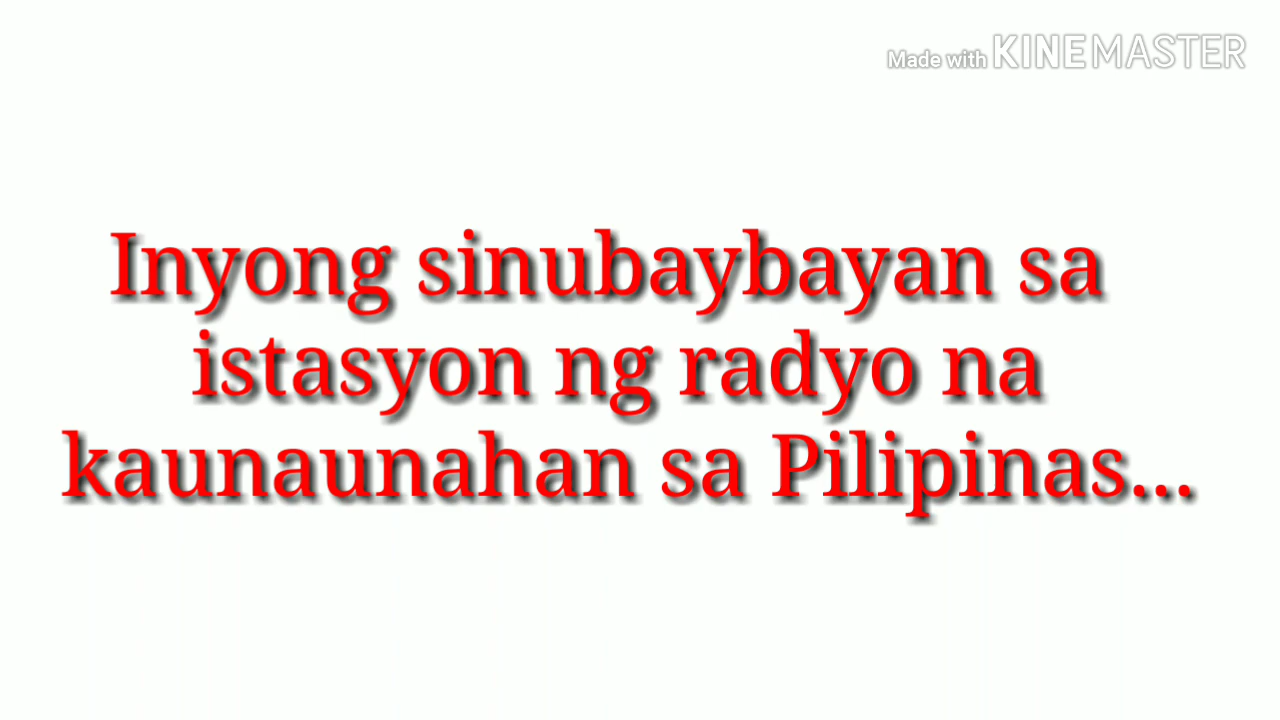 Made with KINEMASTER
Inyong sinubaybayan sa
istasyon ng radyo na
kaunaunahan sa Pilipinas...